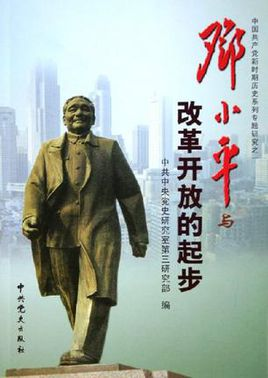 中国共产党新时期历史系列专题研究之一
邓小平与
改革开放的起步
中共中央党史研究室第三研究部 编
中共党史出版社